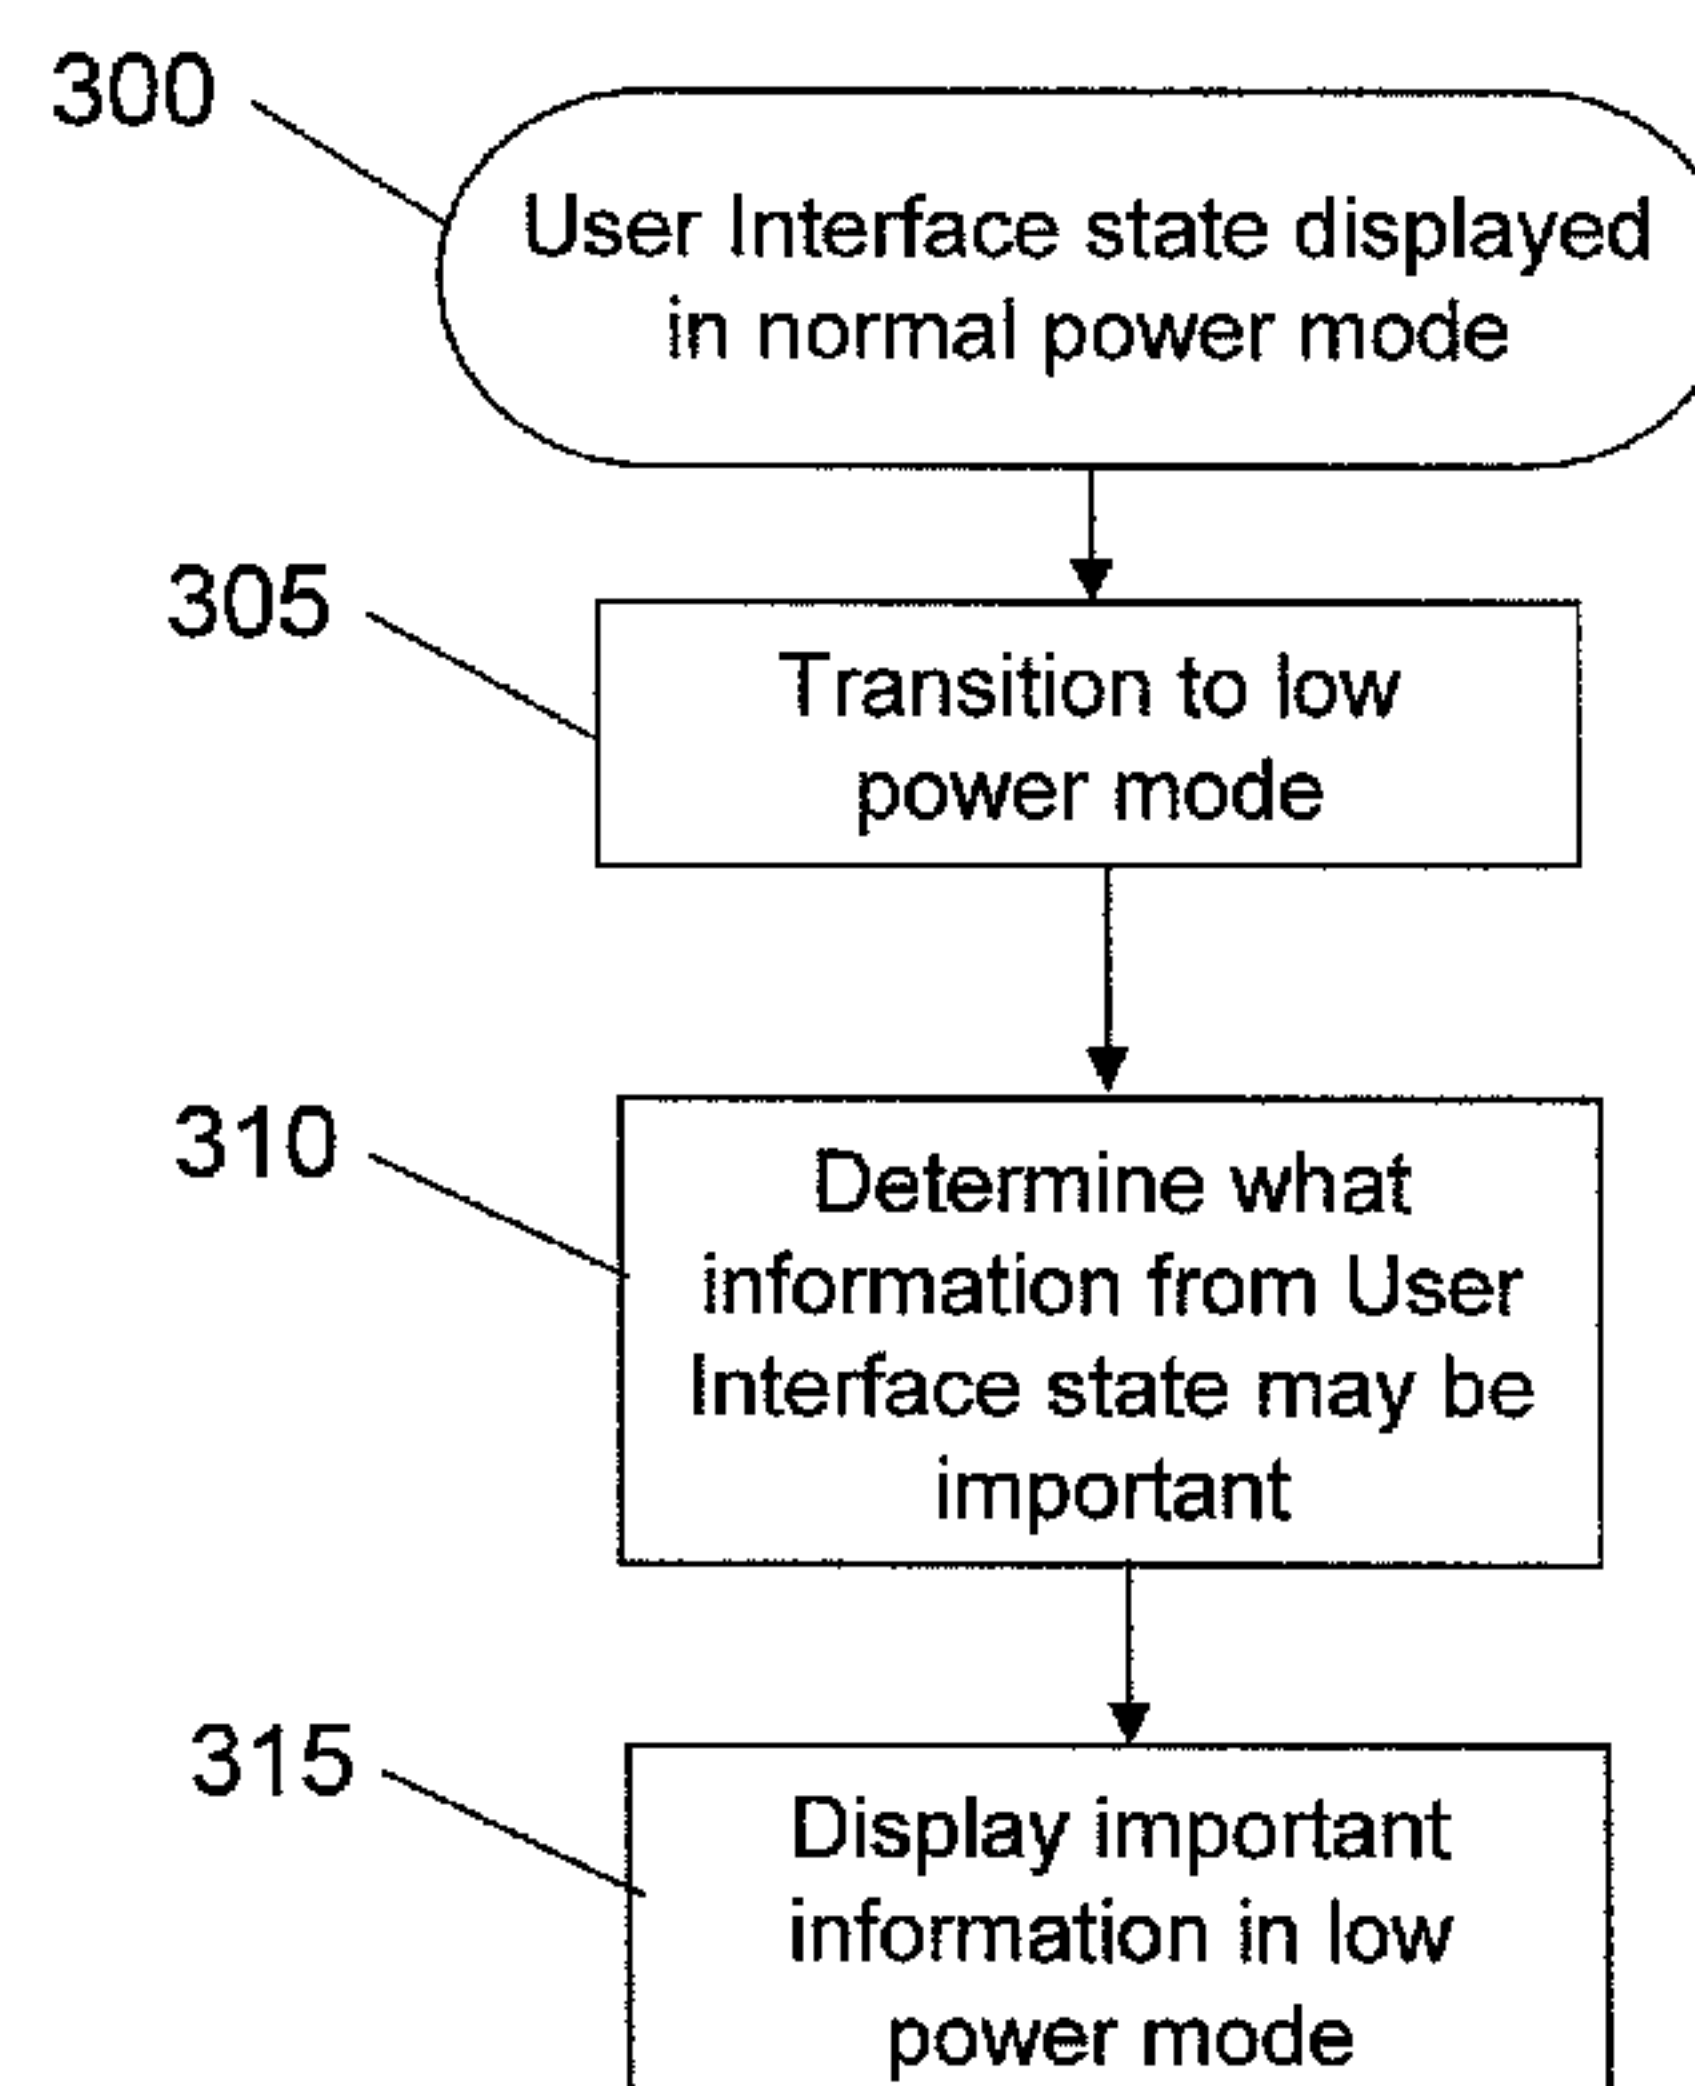 300
User Interface state displayed
in normal power mode
305
Transition to low
power mode
310
Determine what
information from User
Interface state may be
important
315
Display important
information in low
power mode